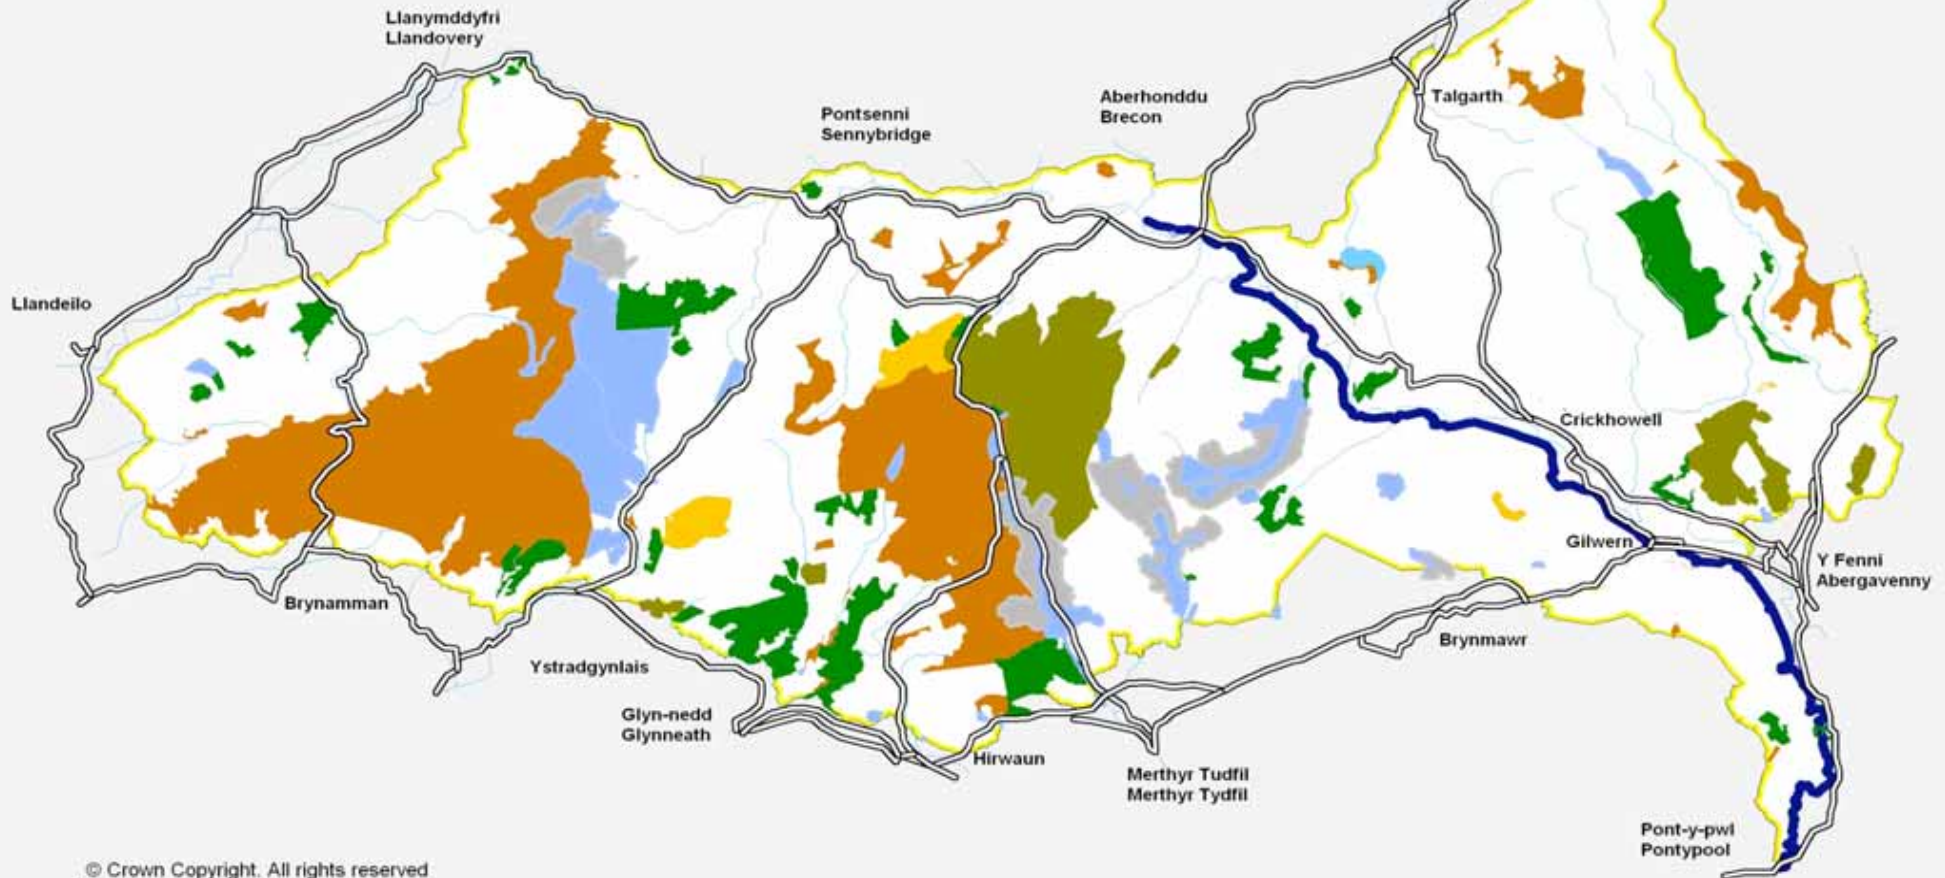 Llanymddyfri
Llandovery
Pontsenni
Sennybridge
Aberhonddu
Brecon
Talgarth
Llandeilo
Crickhowell
Gilwern
Y Fenni
Abergavenny
Brynamman
Brynmawr
Ystradgynlais
Glyn-nedd
Glynneath
Hirwaun
Merthyr Tudfil
Merthyr Tydfil
Pont-y-pwl
Pontypool
© Crown Copyright. All rights reserved